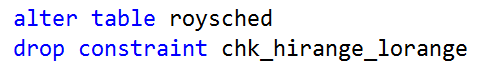 alter table roysched
drop constraint chk_hirange_lorange